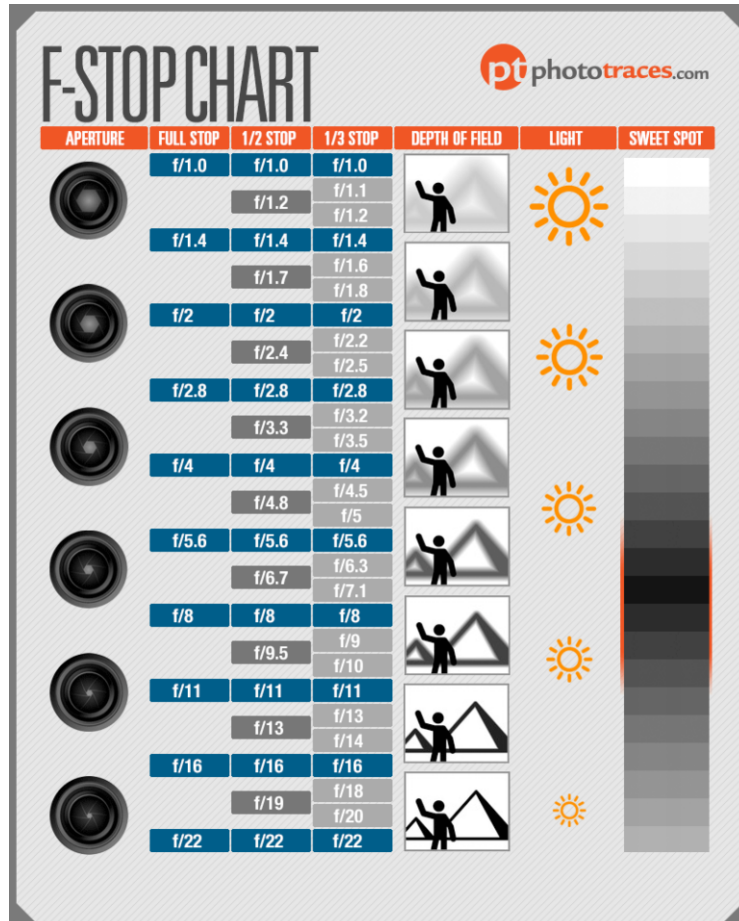 F-STOP CHART
pt phototraces.com
APERTURE FULL STOP 1/2 STOP 1/3 STOP DEPTH OF FIELD LIGHT SWEET SPOT
f/1.0 f/1.0 f/1.0
f/1.1
f/1.2
f/1.2
f/1.4 f/1.4 f/1.4
f/1.6
f/1.7
f/1.8
f/2 f/2 f/2
f/2.2
f/2.4
f/2.5
f/2.8 f/2.8 f/2.8
f/3.2
f/3.3
f/3.5
f/4 f/4 f/4
f/4.5
f/4.8
f/5
f/5.6 f/5.6 f/5.6
f/6.3
f/6.7
f/7.1
f/8 f/8 f/8
f/9
f/9.5
f/10
f/11 f/11 f/11
f/13
f/13
f/14
f/16 f/16 f/16
f/18
f/19
f/20
f/22 f/22 f/22